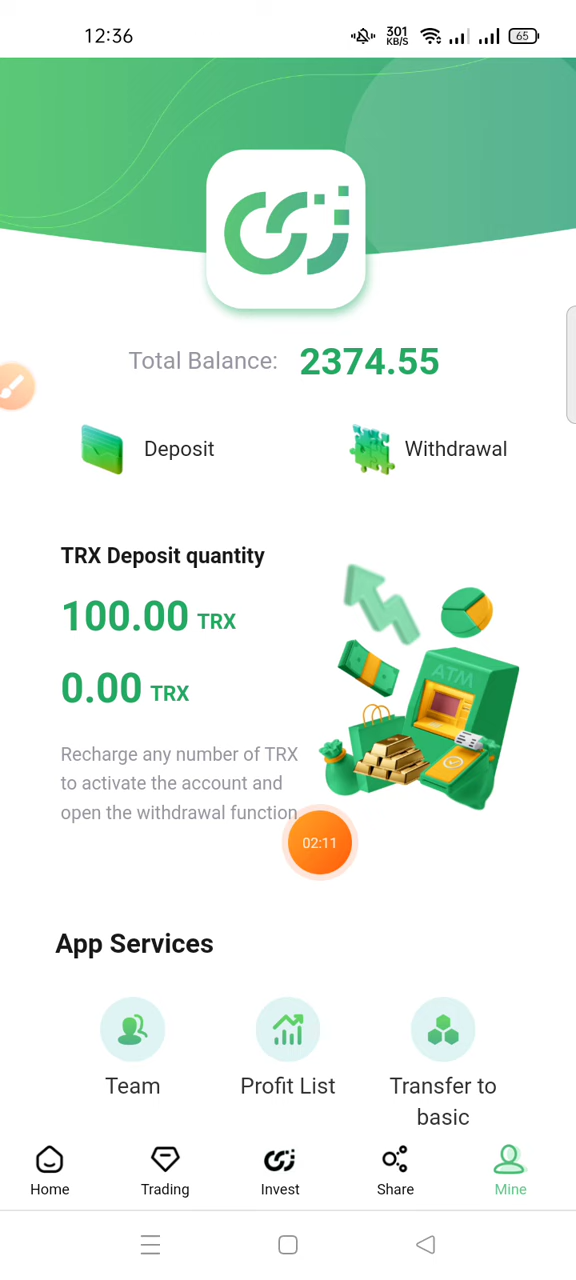 12:36
301
KB/S
65
Total Balance: 2374.55
Deposit
Withdrawal
TRX Deposit quantity
100.00 TRX
0.00 TRX
Recharge any number of TRX
to activate the account and
open the withdrawal function
ATM
02:11
App Services
Team
Profit List
Transfer to
basic
Home
Trading
Invest
Share
Mine